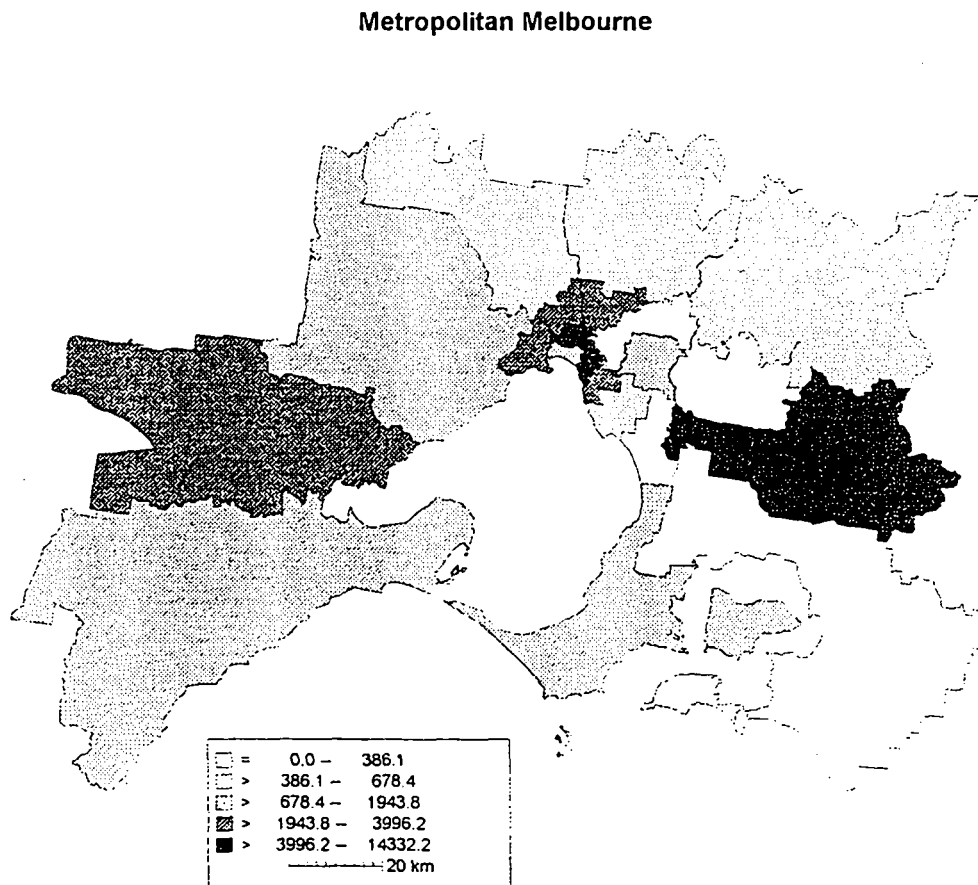 Metropolitan Melbourne
= 0.0 – 386.1
> 386.1 – 678.4
> 678.4 – 1943.8
> 1943.8 – 3996.2
> 3996.2 – 14332.2
20 km